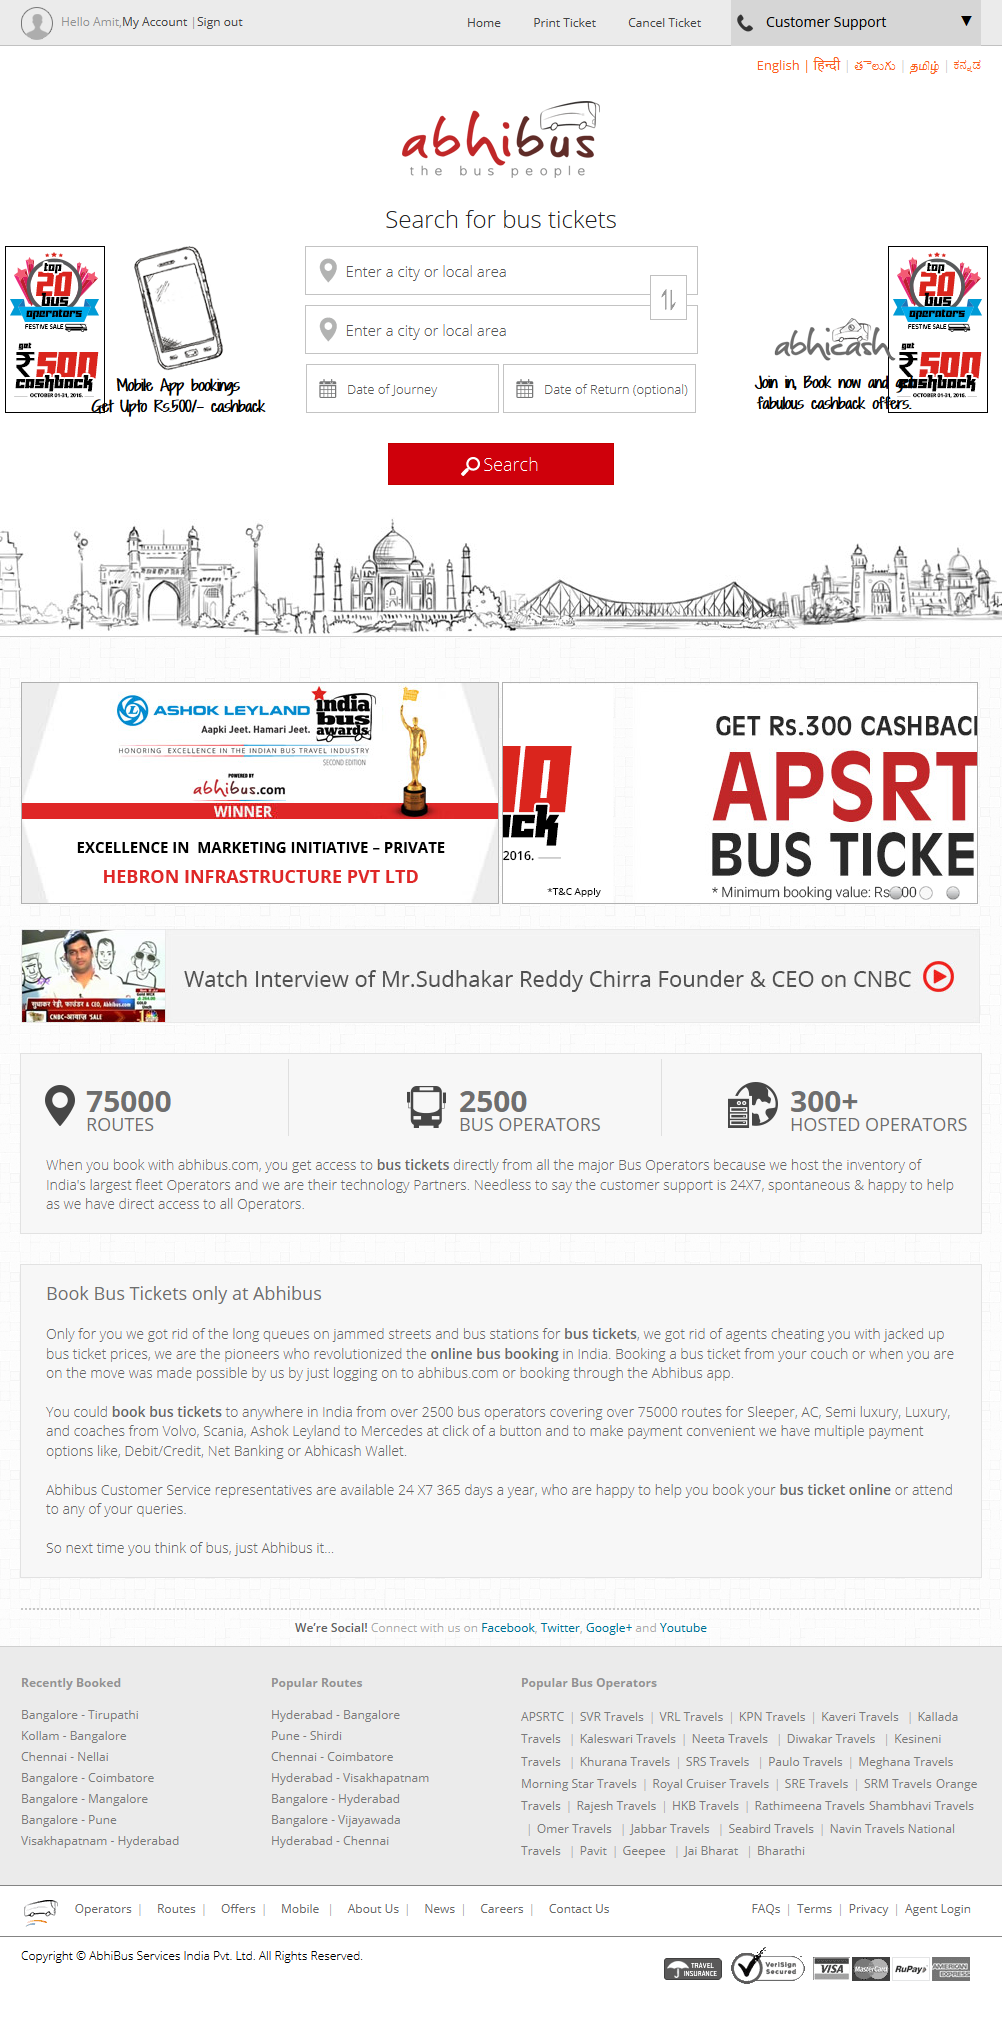 Hello Amit,My Account |Sign out
Home
Print Ticket
Cancel Ticket
Customer Support
English | हिन्दी | తెలుగు | தமிழ் | ಕನ್ನಡ
abhibus
the bus people
Search for bus tickets
top
20
bus
operators
FESTIVE SALE
get
₹500
cashback
OCTOBER 01-31, 2016.
Mobile App bookings
Get Upto Rs.500/- cashback
Enter a city or local area
Enter a city or local area
Date of Journey
Date of Return (optional)
Search
abhicash
Join in, Book now and get
fabulous cashback offers.
top
20
bus
operators
FESTIVE SALE
get
₹500
cashback
OCTOBER 01-31, 2016.
ASHOK LEYLAND
Aapki Jeet. Hamari Jeet.
india
bus
awards
HONORING EXCELLENCE IN THE INDIAN BUS TRAVEL INDUSTRY
SECOND EDITION
POWERED BY
abhibus.com
WINNER
EXCELLENCE IN MARKETING INITIATIVE – PRIVATE
HEBRON INFRASTRUCTURE PVT LTD
2016.
*T&C Apply
GET Rs.300 CASHBAC
APSRT
BUS TICKE
* Minimum booking value: Rs 00
सुधाकर रेड्डी, फाउंडर & CEO, Abhibus.com
CNBC-आवाज़ 'SALE
Watch Interview of Mr.Sudhakar Reddy Chirra Founder & CEO on CNBC
75000
ROUTES
2500
BUS OPERATORS
300+
HOSTED OPERATORS
When you book with abhibus.com, you get access to bus tickets directly from all the major Bus Operators because we host the inventory of
India's largest fleet Operators and we are their technology Partners. Needless to say the customer support is 24X7, spontaneous & happy to help
as we have direct access to all Operators.
Book Bus Tickets only at Abhibus
Only for you we got rid of the long queues on jammed streets and bus stations for bus tickets, we got rid of agents cheating you with jacked up
bus ticket prices, we are the pioneers who revolutionized the online bus booking in India. Booking a bus ticket from your couch or when you are
on the move was made possible by us by just logging on to abhibus.com or booking through the Abhibus app.
You could book bus tickets to anywhere in India from over 2500 bus operators covering over 75000 routes for Sleeper, AC, Semi luxury, Luxury,
and coaches from Volvo, Scania, Ashok Leyland to Mercedes at click of a button and to make payment convenient we have multiple payment
options like, Debit/Credit, Net Banking or Abhicash Wallet.
Abhibus Customer Service representatives are available 24 X7 365 days a year, who are happy to help you book your bus ticket online or attend
to any of your queries.
So next time you think of bus, just Abhibus it...
We're Social! Connect with us on Facebook, Twitter, Google+ and Youtube
Recently Booked
Bangalore - Tirupathi
Kollam - Bangalore
Chennai - Nellai
Bangalore - Coimbatore
Bangalore - Mangalore
Bangalore - Pune
Visakhapatnam - Hyderabad
Popular Routes
Hyderabad - Bangalore
Pune - Shirdi
Chennai - Coimbatore
Hyderabad - Visakhapatnam
Bangalore - Hyderabad
Bangalore - Vijayawada
Hyderabad - Chennai
Popular Bus Operators
APSRTC | SVR Travels | VRL Travels | KPN Travels | Kaveri Travels | Kallada
Travels | Kaleswari Travels | Neeta Travels | Diwakar Travels | Kesineni
Travels | Khurana Travels | SRS Travels | Paulo Travels | Meghana Travels
Morning Star Travels | Royal Cruiser Travels | SRE Travels | SRM Travels Orange
Travels | Rajesh Travels | HKB Travels | Rathimeena Travels Shambhavi Travels
| Omer Travels | Jabbar Travels | Seabird Travels | Navin Travels National
Travels | Pavit | Geepee | Jai Bharat | Bharathi
Operators | Routes | Offers | Mobile | About Us | News | Careers | Contact Us
FAQs | Terms | Privacy | Agent Login
Copyright © AbhiBus Services India Pvt. Ltd. All Rights Reserved.
TRAVEL
INSURANCE
VeriSign
Secured
VISA
MasterCard
RuPay
AMERICAN
EXPRESS